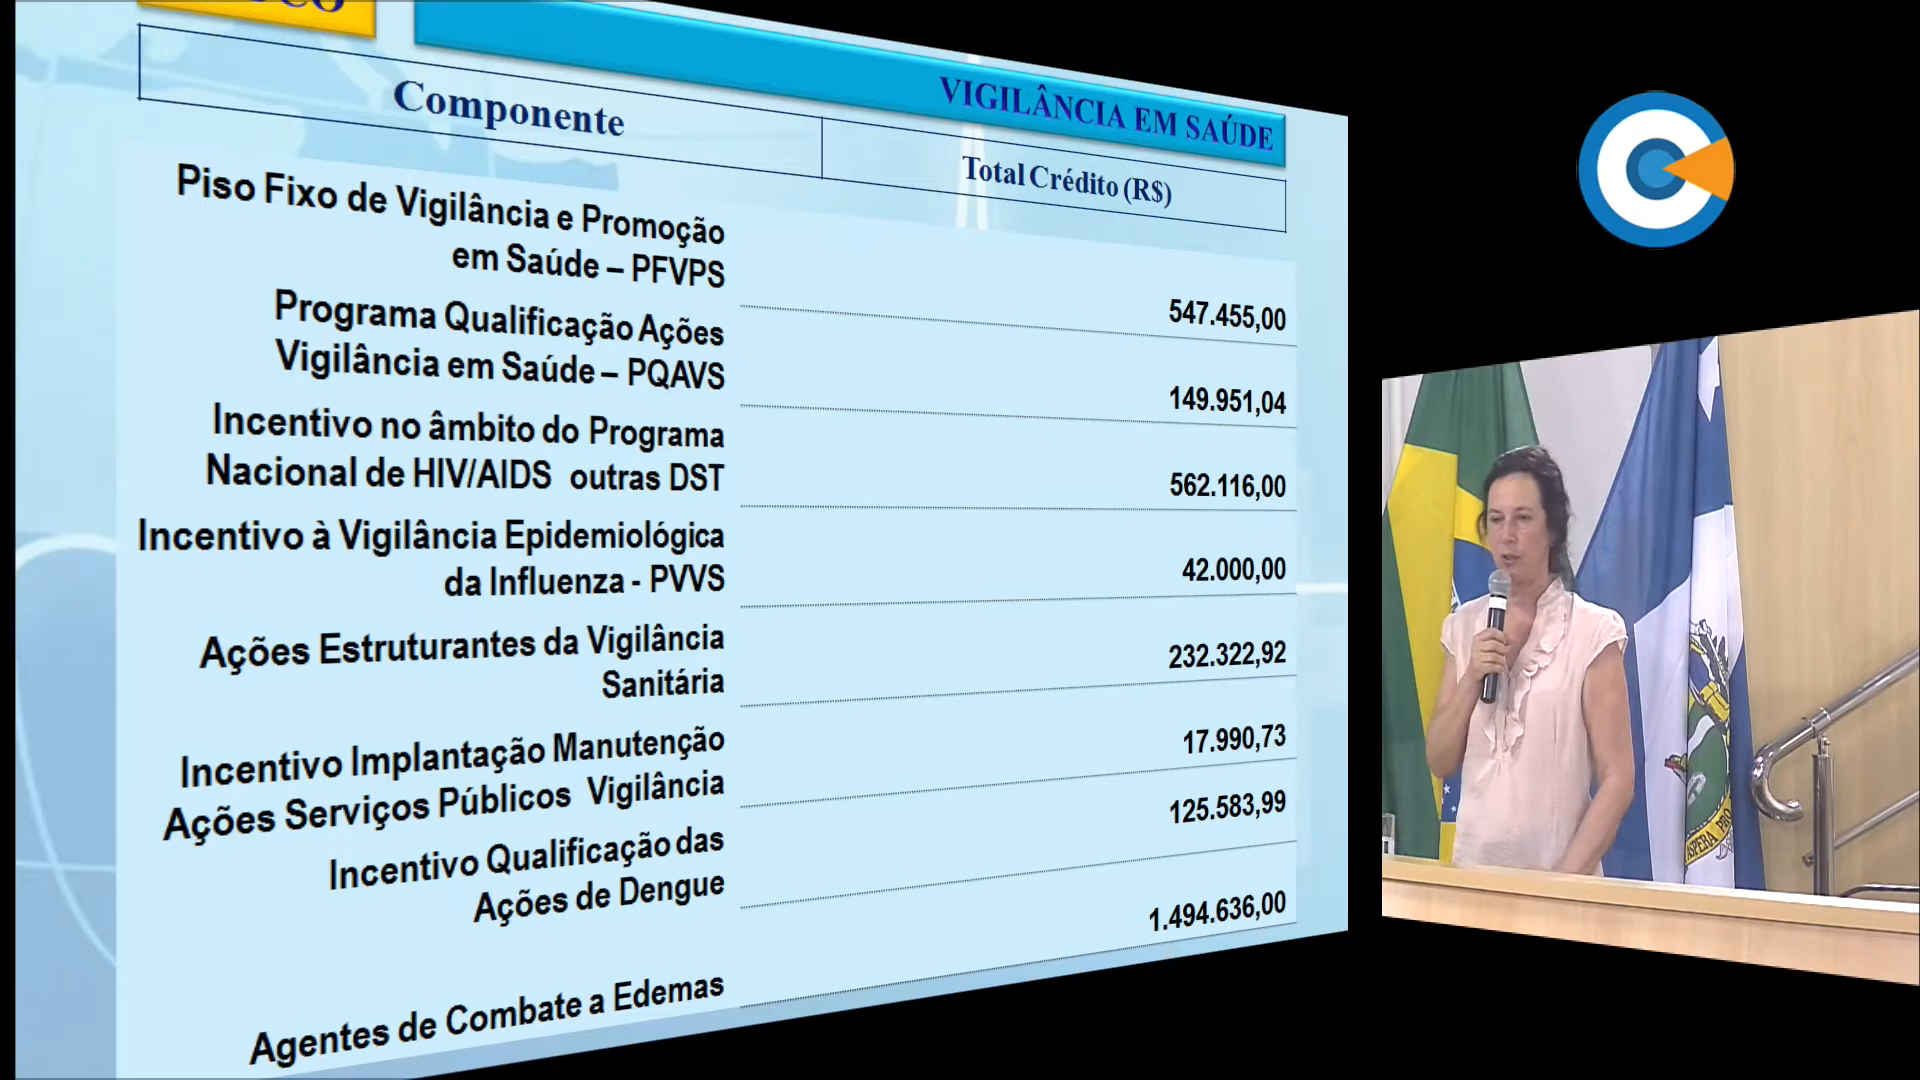 VIGILÂNCIA EM SAÚDE
Componente
Total Crédito (R$)
Piso Fixo de Vigilância e Promoção
em Saúde – PFVPS
547.455,00
Programa Qualificação Ações
Vigilância em Saúde – PQAVS
149.951,04
Incentivo no âmbito do Programa
Nacional de HIV/AIDS outras DST
562.116,00
Incentivo à Vigilância Epidemiológica
da Influenza - PVVS
42.000,00
Ações Estruturantes da Vigilância
Sanitária
232.322,92
Incentivo Implantação Manutenção
Ações Serviços Públicos Vigilância
17.990,73
Incentivo Qualificação das
Ações de Dengue
125.583,99
Agentes de Combate a Edemas
1.494.636,00